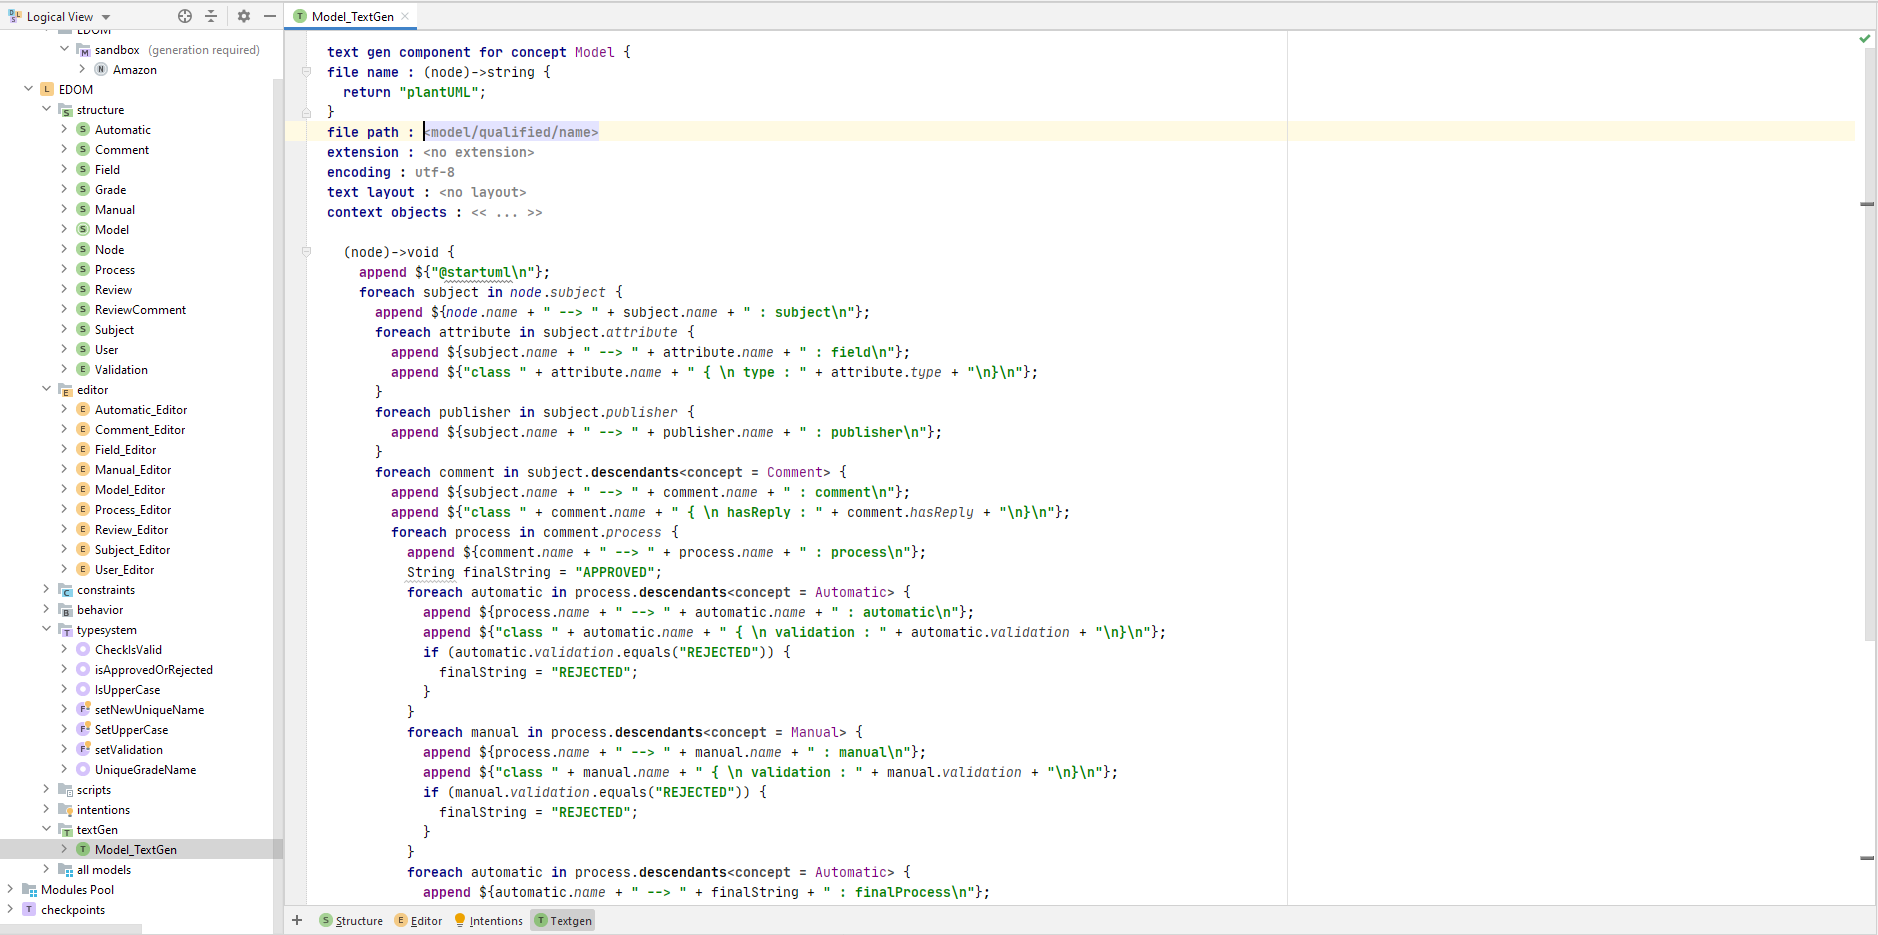 Logical View
Model_TextGen
EDOM
sandbox (generation required)
Amazon
EDOM
structure
Automatic
Comment
Field
Grade
Manual
Model
Node
Process
Review
ReviewComment
Subject
User
Validation
editor
Automatic_Editor
Comment_Editor
Field_Editor
Manual_Editor
Model_Editor
Process_Editor
Review_Editor
Subject_Editor
User_Editor
constraints
behavior
typesystem
CheckIsValid
isApprovedOrRejected
IsUpperCase
setNewUniqueName
SetUpperCase
setValidation
UniqueGradeName
scripts
intentions
textGen
Model_TextGen
all models
Modules Pool
checkpoints
text gen component for concept Model {
file name : (node)->string {
return "plantUML";
}
file path : <model/qualified/name>
extension : <no extension>
encoding : utf-8
text layout : <no layout>
context objects : << ... >>
(node)->void {
append ${"@startuml\n"};
foreach subject in node.subject {
append ${node.name + " --> " + subject.name + " : subject\n"};
foreach attribute in subject.attribute {
append ${subject.name + " --> " + attribute.name + " : field\n"};
append ${"class " + attribute.name + " { \n type : " + attribute.type + "\n}\n"};
}
foreach publisher in subject.publisher {
append ${subject.name + " --> " + publisher.name + " : publisher\n"};
}
foreach comment in subject.descendants<concept = Comment> {
append ${subject.name + " --> " + comment.name + " : comment\n"};
append ${"class " + comment.name + " { \n hasReply : " + comment.hasReply + "\n}\n"};
foreach process in comment.process {
append ${comment.name + " --> " + process.name + " : process\n"};
String finalString = "APPROVED";
foreach automatic in process.descendants<concept = Automatic> {
append ${process.name + " --> " + automatic.name + " : automatic\n"};
append ${"class " + automatic.name + " { \n validation : " + automatic.validation + "\n}\n"};
if (automatic.validation.equals("REJECTED")) {
finalString = "REJECTED";
}
}
foreach manual in process.descendants<concept = Manual> {
append ${process.name + " --> " + manual.name + " : manual\n"};
append ${"class " + manual.name + " { \n validation : " + manual.validation + "\n}\n"};
if (manual.validation.equals("REJECTED")) {
finalString = "REJECTED";
}
}
foreach automatic in process.descendants<concept = Automatic> {
append ${automatic.name + " --> " + finalString + " : finalProcess\n"};
+ Structure Editor Intentions Textgen